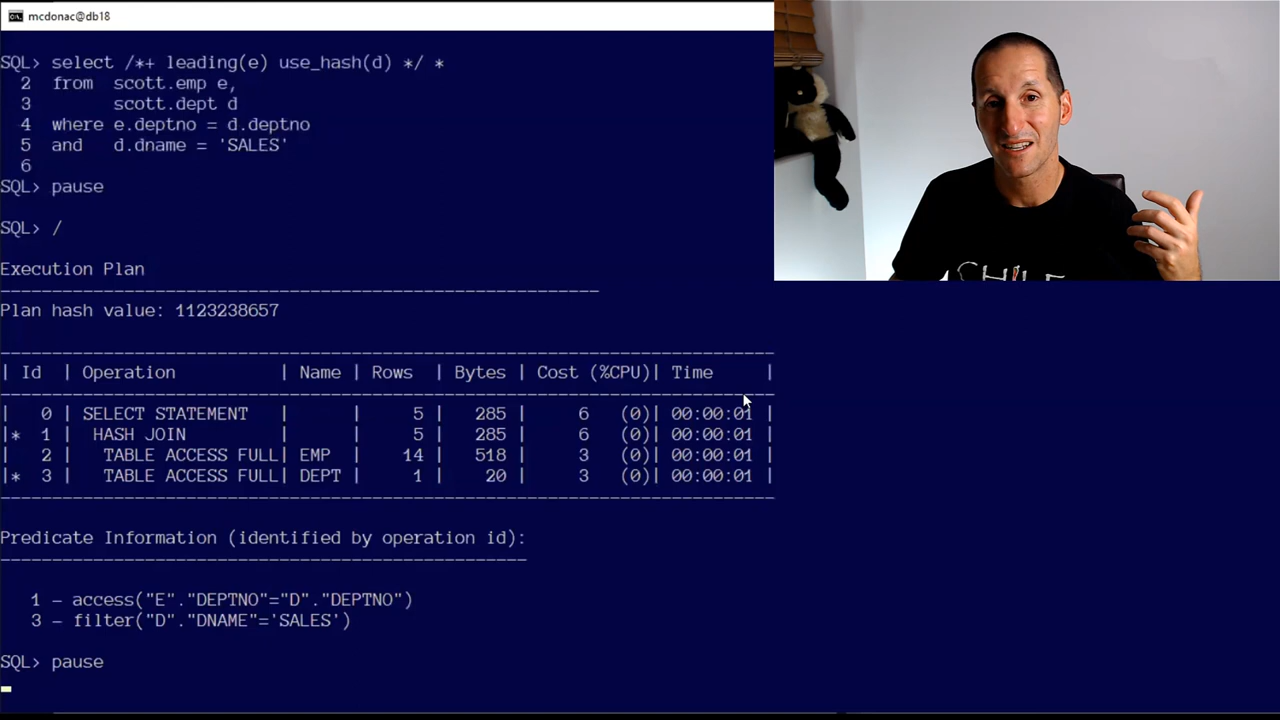 mcdonac@db18
SQL> select /*+ leading(e) use_hash(d) */ *
2 from scott.emp e,
3 scott.dept d
4 where e.deptno = d.deptno
5 and d.dname = 'SALES'
6
SQL> pause
SQL> /
Execution Plan
----------------------------------------------------------
Plan hash value: 1123238657
---------------------------------------------------------------------------
| Id | Operation | Name | Rows | Bytes | Cost (%CPU)| Time |
---------------------------------------------------------------------------
| 0 | SELECT STATEMENT | | 5 | 285 | 6 (0)| 00:00:01 |
|* 1 | HASH JOIN | | 5 | 285 | 6 (0)| 00:00:01 |
| 2 | TABLE ACCESS FULL| EMP | 14 | 518 | 3 (0)| 00:00:01 |
|* 3 | TABLE ACCESS FULL| DEPT | 1 | 20 | 3 (0)| 00:00:01 |
---------------------------------------------------------------------------
Predicate Information (identified by operation id):
---------------------------------------------------
1 - access("E"."DEPTNO"="D"."DEPTNO")
3 - filter("D"."DNAME"='SALES')
SQL> pause
CHILE